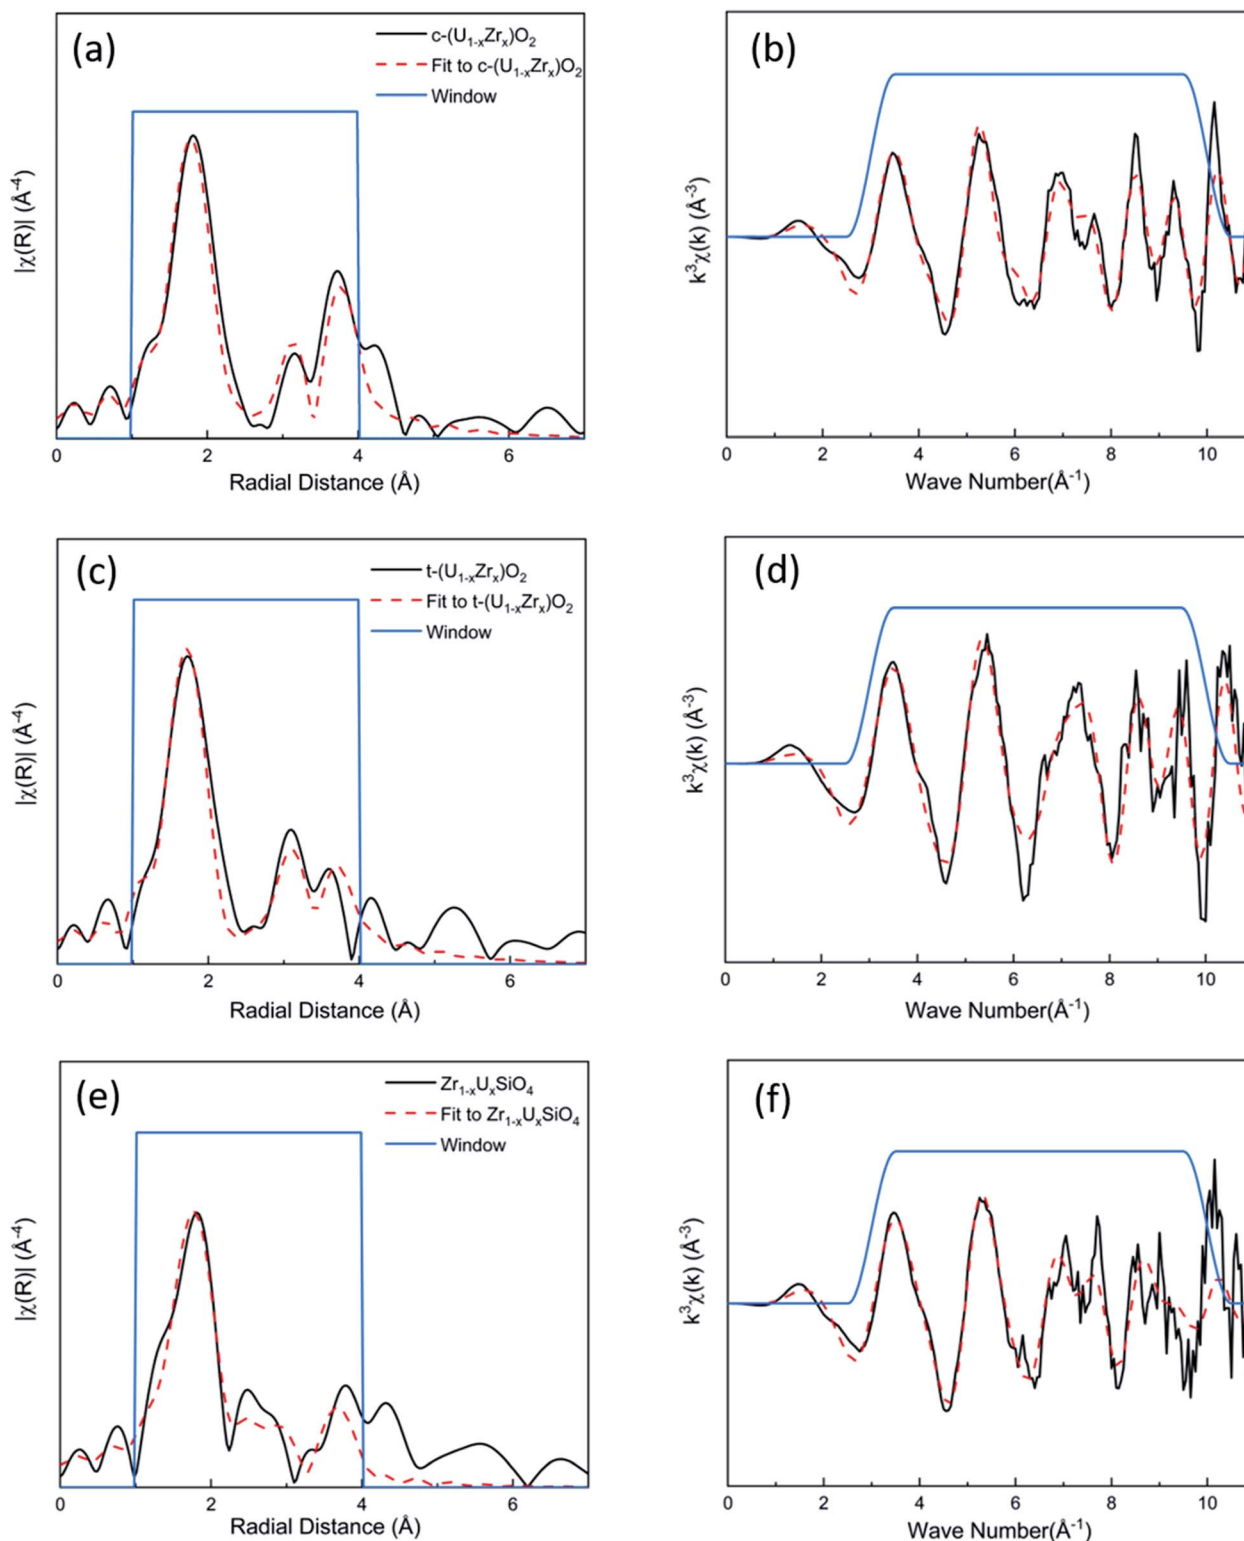 (a)
c-(U₁₋ₓZrₓ)O₂
Fit to c-(U₁₋ₓZrₓ)O₂
Window
|χ(R)| (Å⁻⁴)
0 2 4 6
Radial Distance (Å)
(b)
k³χ(k) (Å⁻³)
0 2 4 6 8 10
Wave Number(Å⁻¹)
(c)
t-(U₁₋ₓZrₓ)O₂
Fit to t-(U₁₋ₓZrₓ)O₂
Window
|χ(R)| (Å⁻⁴)
0 2 4 6
Radial Distance (Å)
(d)
k³χ(k) (Å⁻³)
0 2 4 6 8 10
Wave Number(Å⁻¹)
(e)
Zr₁₋ₓUₓSiO₄
Fit to Zr₁₋ₓUₓSiO₄
Window
|χ(R)| (Å⁻⁴)
0 2 4 6
Radial Distance (Å)
(f)
k³χ(k) (Å⁻³)
0 2 4 6 8 10
Wave Number(Å⁻¹)